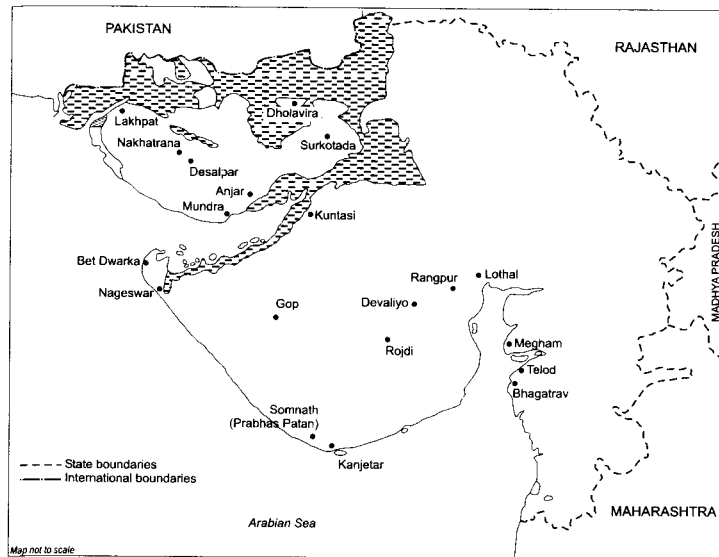 PAKISTAN
RAJASTHAN
Lakhpat
Dholavira
Nakhatrana
Surkotada
Desalpar
Anjar
Mundra
Kuntasi
Bet Dwarka
Nageswar
Gop
Rangpur
Lothal
Devaliyo
Rojdi
MADHYA PRADESH
Megham
Telod
Bhagatrav
Somnath
(Prabhas Patan)
Kanjetar
State boundaries
International boundaries
MAHARASHTRA
Arabian Sea
Map not to scale